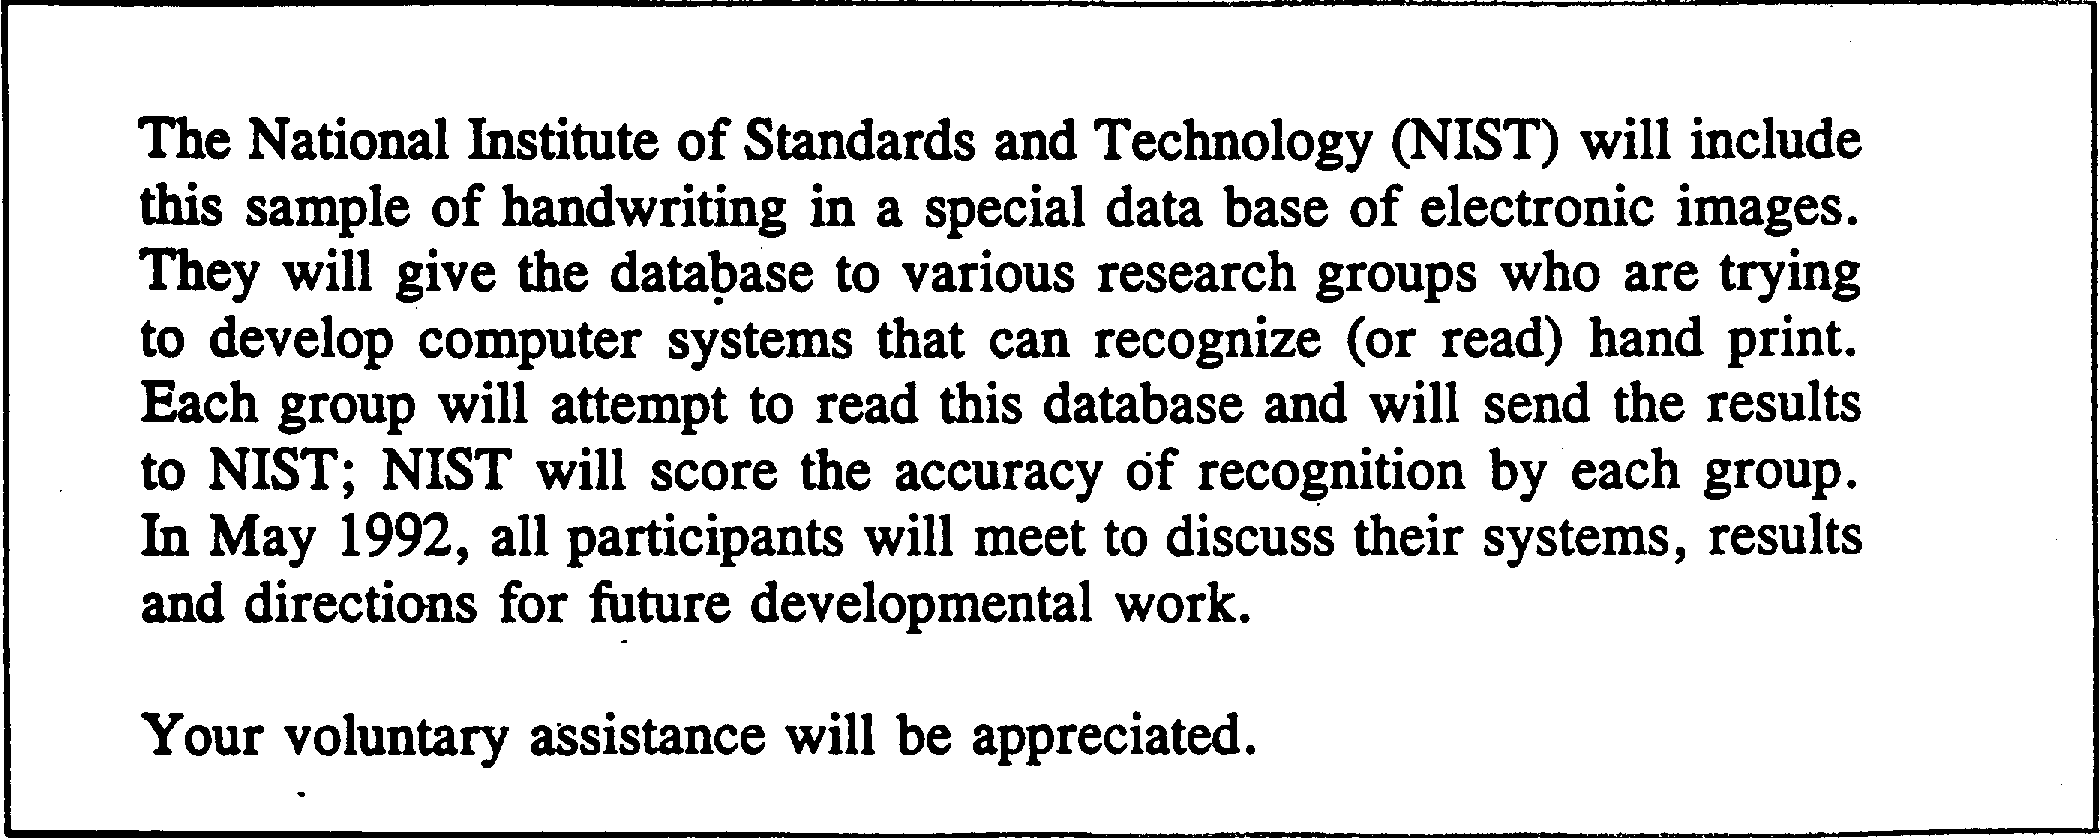 The National Institute of Standards and Technology (NIST) will include
this sample of handwriting in a special data base of electronic images.
They will give the database to various research groups who are trying
to develop computer systems that can recognize (or read) hand print.
Each group will attempt to read this database and will send the results
to NIST; NIST will score the accuracy of recognition by each group.
In May 1992, all participants will meet to discuss their systems, results
and directions for future developmental work.
Your voluntary assistance will be appreciated.